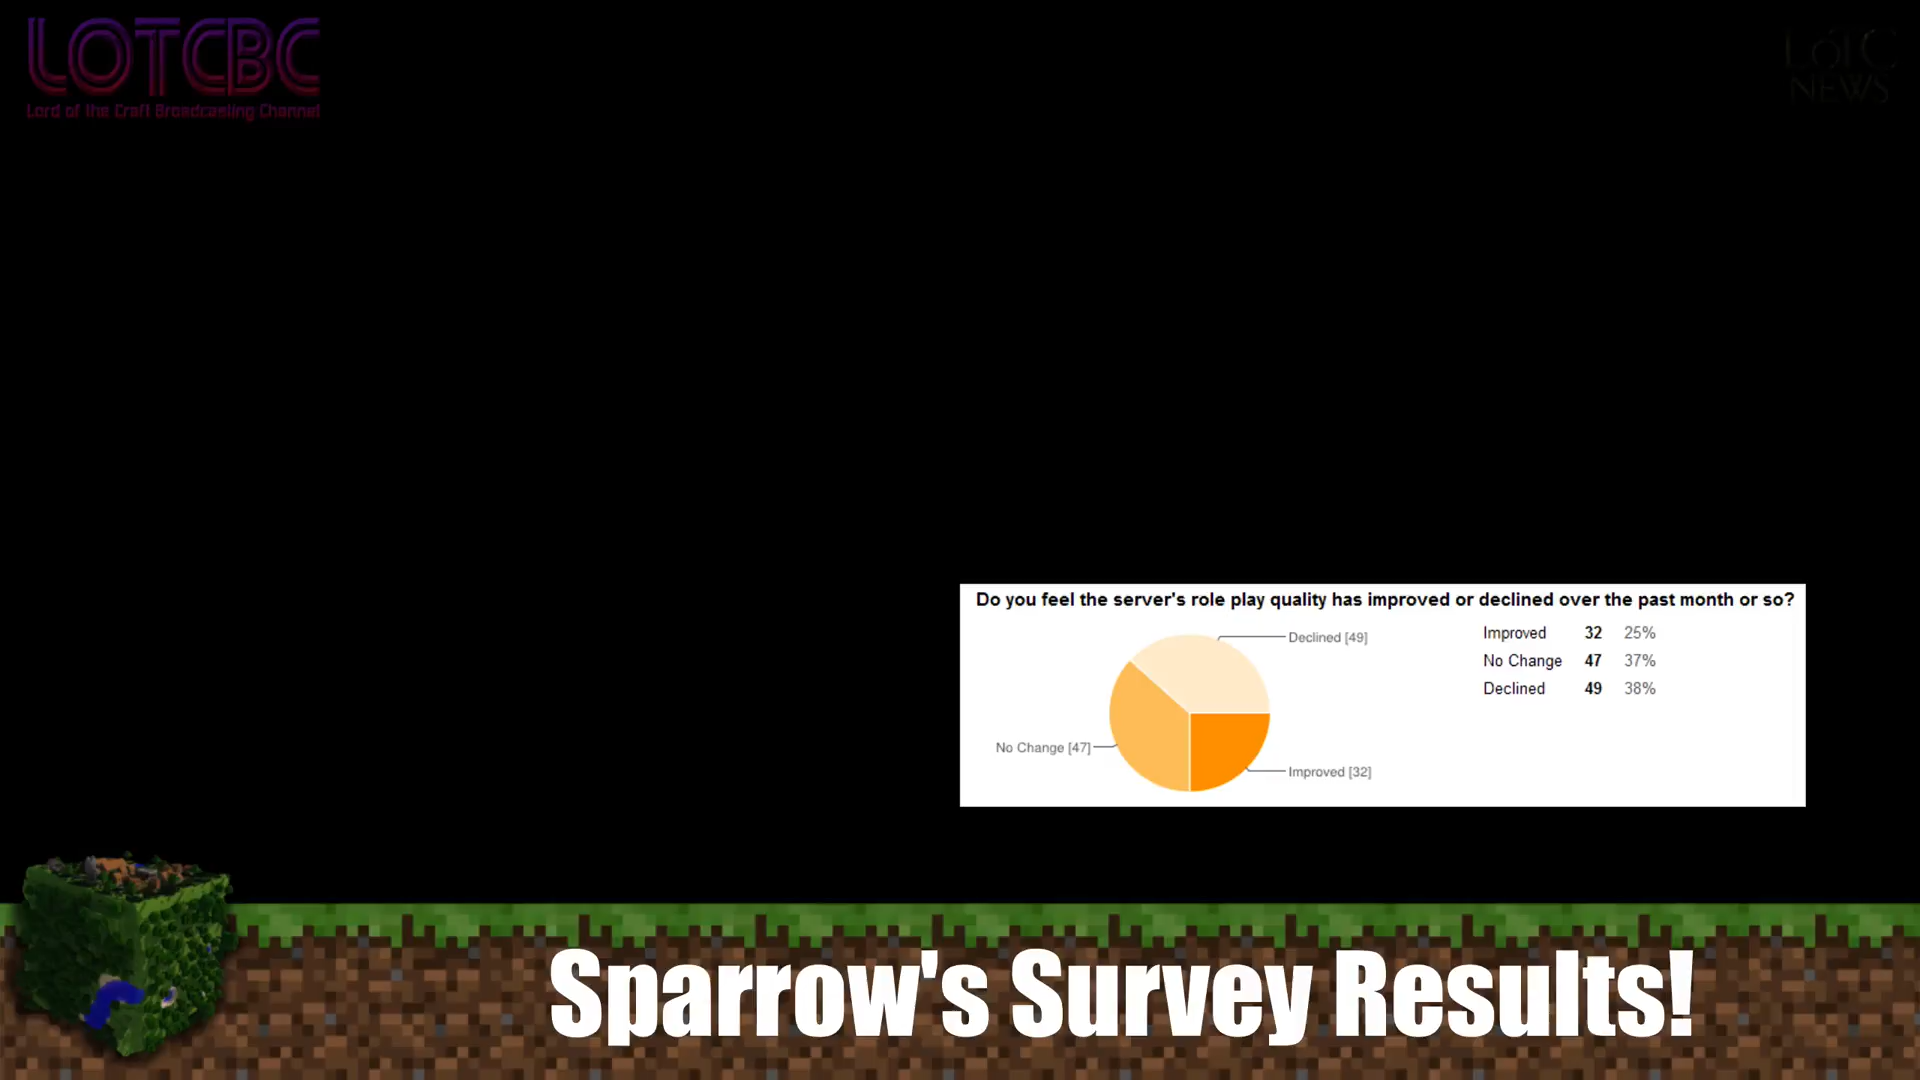 LOTCBC
Lord of the Craft Broadcasting Channel
LotC
NEWS
Do you feel the server's role play quality has improved or declined over the past month or so?
Declined [49]
No Change [47]
Improved [32]
Improved 32 25%
No Change 47 37%
Declined 49 38%
Sparrow's Survey Results!